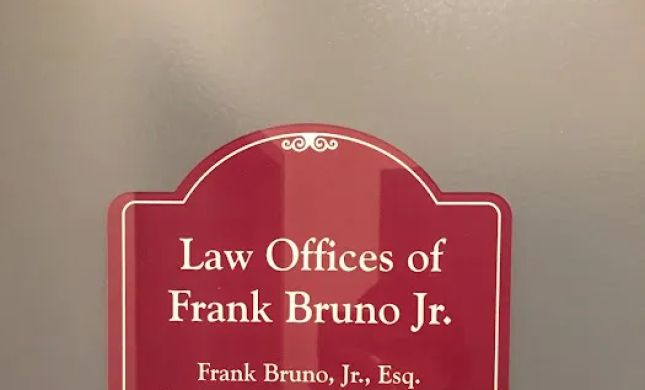 Law Offices of
Frank Bruno Jr.
Frank Bruno, Jr., Esq.